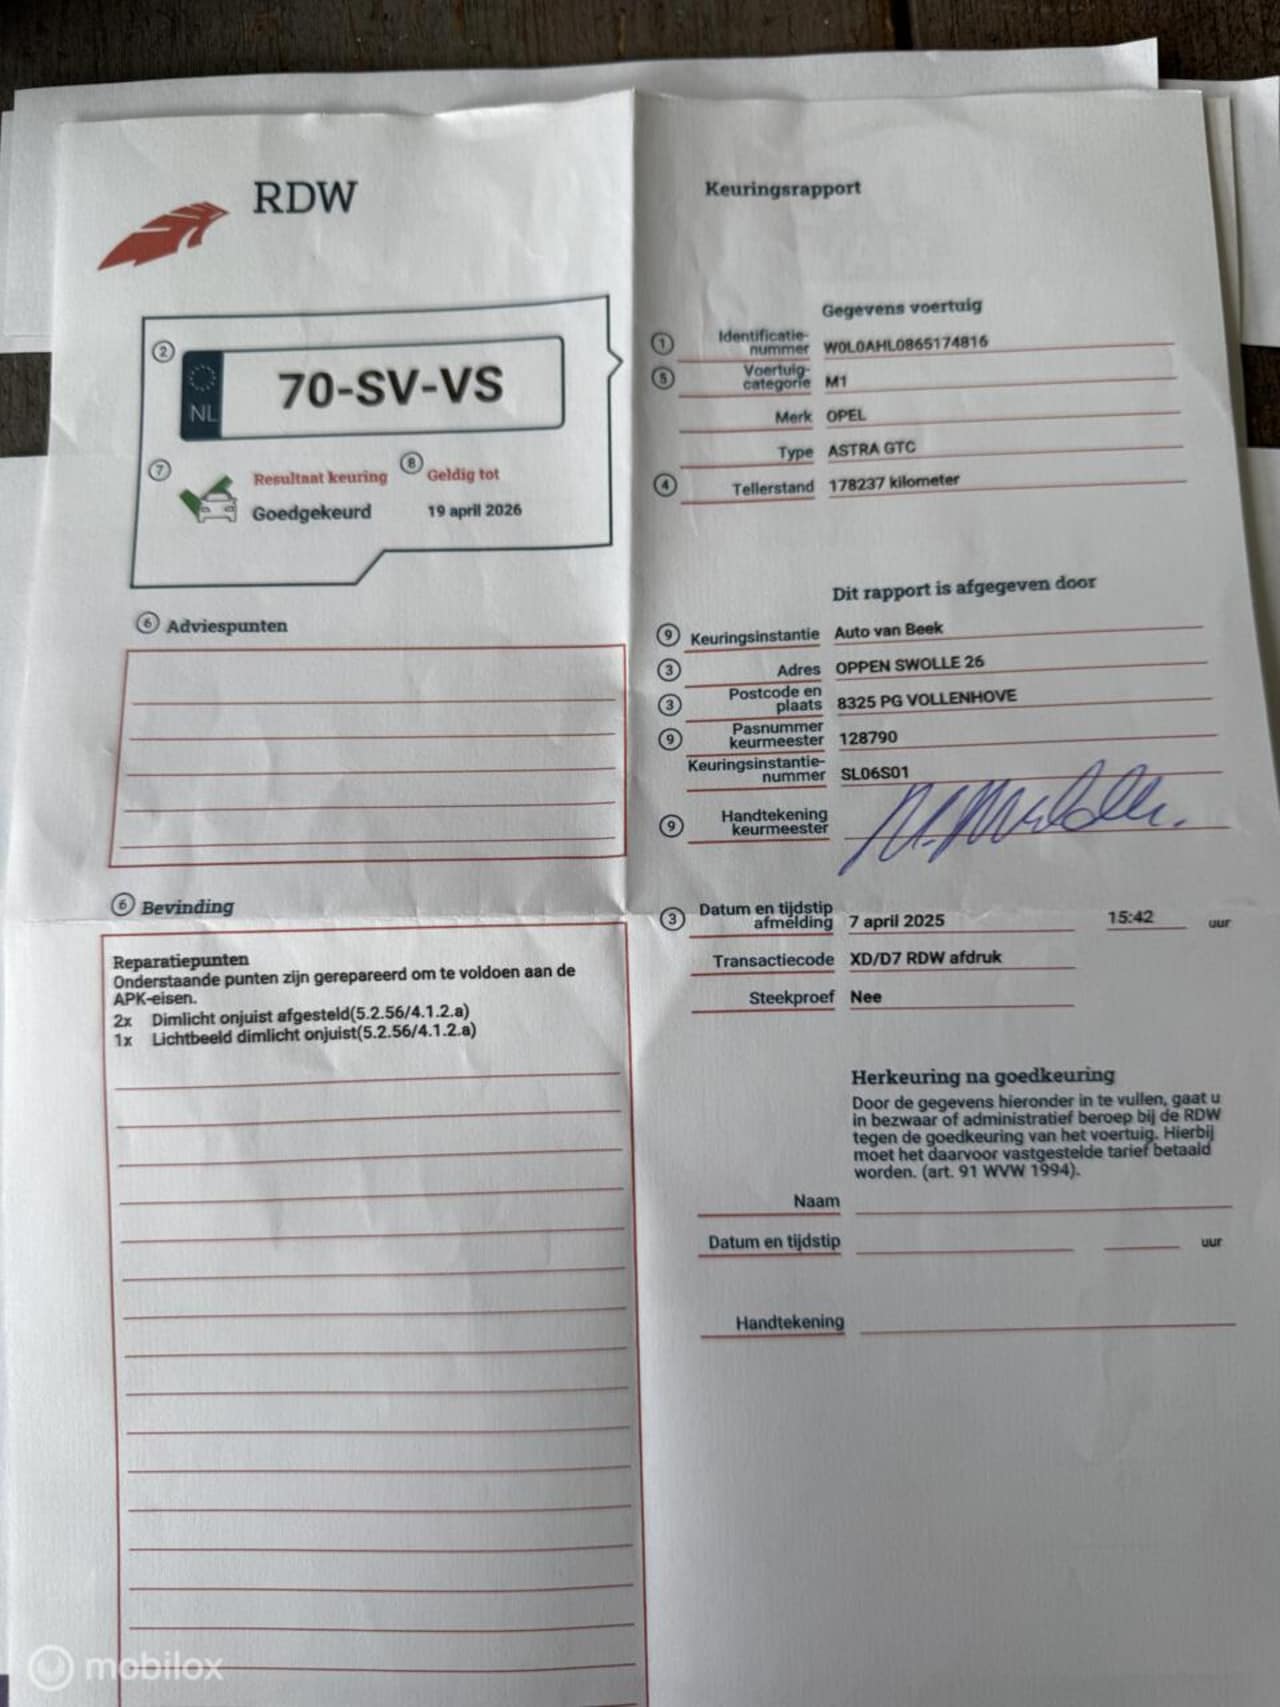 RDW
Keuringsrapport
2
NL
70-SV-VS
7
Resultaat keuring
8
Geldig tot
Goedgekeurd
19 april 2026
Gegevens voertuig
1 Identificatie-
nummer W0L0AHL0865174816
5 Voertuig-
categorie M1
Merk OPEL
Type ASTRA GTC
4 Tellerstand 178237 kilometer
6 Adviespunten
Dit rapport is afgegeven door
9 Keuringsinstantie Auto van Beek
3 Adres OPPEN SWOLLE 26
3 Postcode en
plaats 8325 PG VOLLENHOVE
9 Pasnummer
keurmeester 128790
Keuringsinstantie-
nummer SL06S01
9 Handtekening
keurmeester
6 Bevinding
Reparatiepunten
Onderstaande punten zijn gerepareerd om te voldoen aan de
APK-eisen.
2x Dimlicht onjuist afgesteld(5.2.56/4.1.2.a)
1x Lichtbeeld dimlicht onjuist(5.2.56/4.1.2.a)
3 Datum en tijdstip
afmelding 7 april 2025 15:42 uur
Transactiecode XD/D7 RDW afdruk
Steekproef Nee
Herkeuring na goedkeuring
Door de gegevens hieronder in te vullen, gaat u
in bezwaar of administratief beroep bij de RDW
tegen de goedkeuring van het voertuig. Hierbij
moet het daarvoor vastgestelde tarief betaald
worden. (art. 91 WVW 1994).
Naam
Datum en tijdstip uur
Handtekening
mobilox